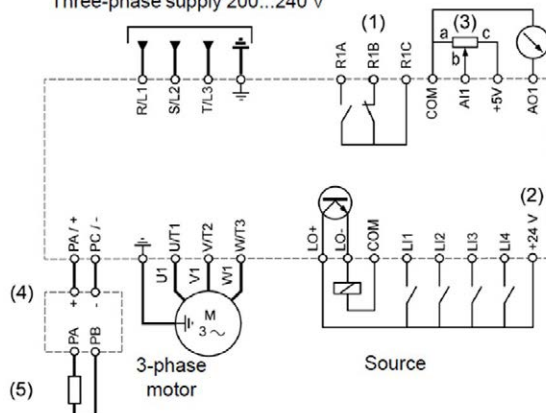 Three-phase supply 200...240 V
(1) (3)
a c
b
R/L1 S/L2 T/L3 R1A R1B R1C COM AI1 +5V AO1
(2)
PA / + PC / - U/T1 V/T2 W/T3 LO+ LO- COM LI1 LI2 LI3 LI4 +24 V
U1 V1 W1
(4) + -
M
3 ~
PA PB
3-phase
motor
Source
(5)